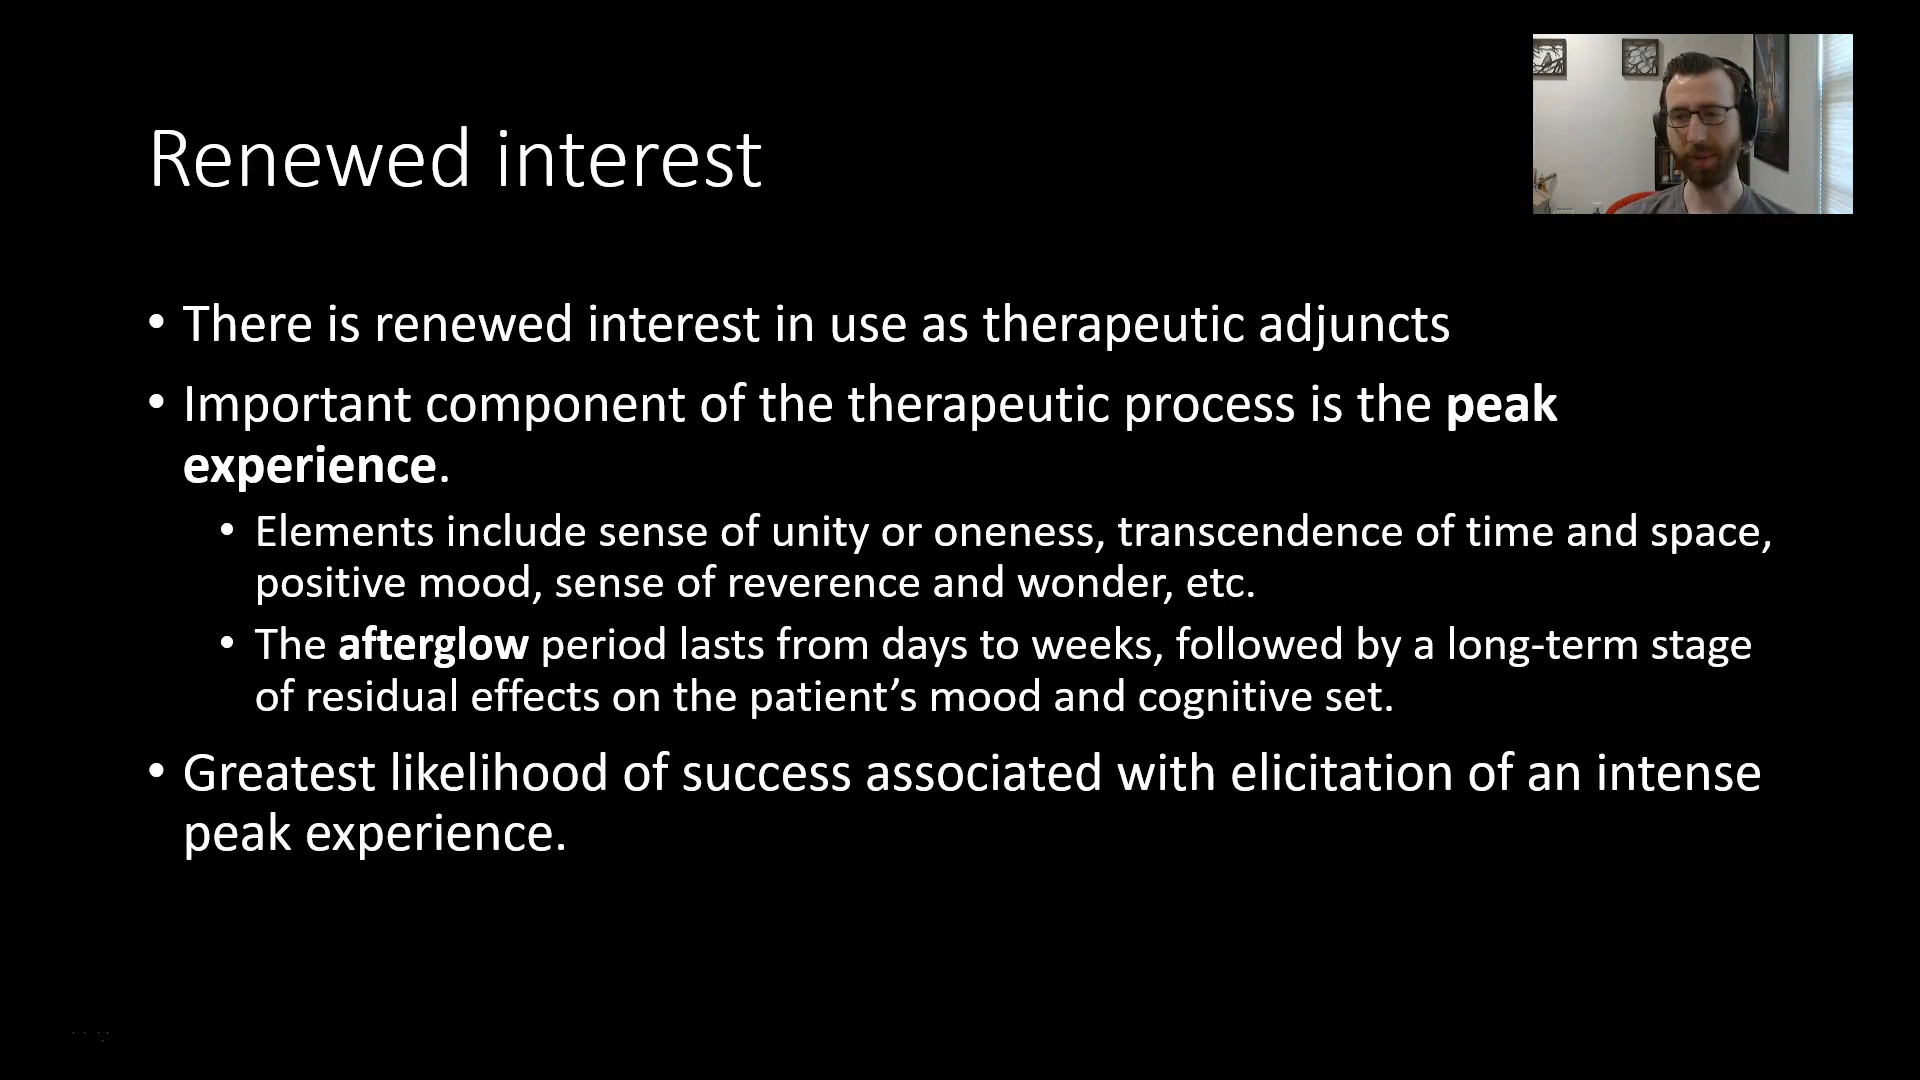 Renewed interest
• There is renewed interest in use as therapeutic adjuncts
• Important component of the therapeutic process is the peak
experience.
• Elements include sense of unity or oneness, transcendence of time and space,
positive mood, sense of reverence and wonder, etc.
• The afterglow period lasts from days to weeks, followed by a long-term stage
of residual effects on the patient’s mood and cognitive set.
• Greatest likelihood of success associated with elicitation of an intense
peak experience.